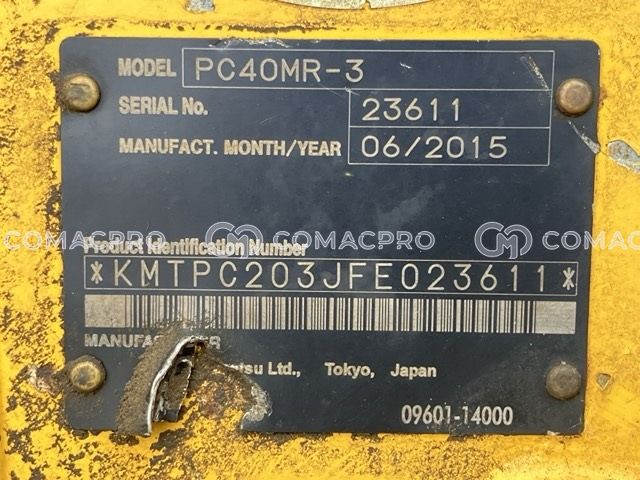 MODEL PC40MR-3
SERIAL No. 23611
MANUFACT. MONTH/YEAR 06/2015
COMACPRO COMACPRO
Product Identification Number
*KMTPC203JFE023611*
Ltd., Tokyo, Japan
09601-14000